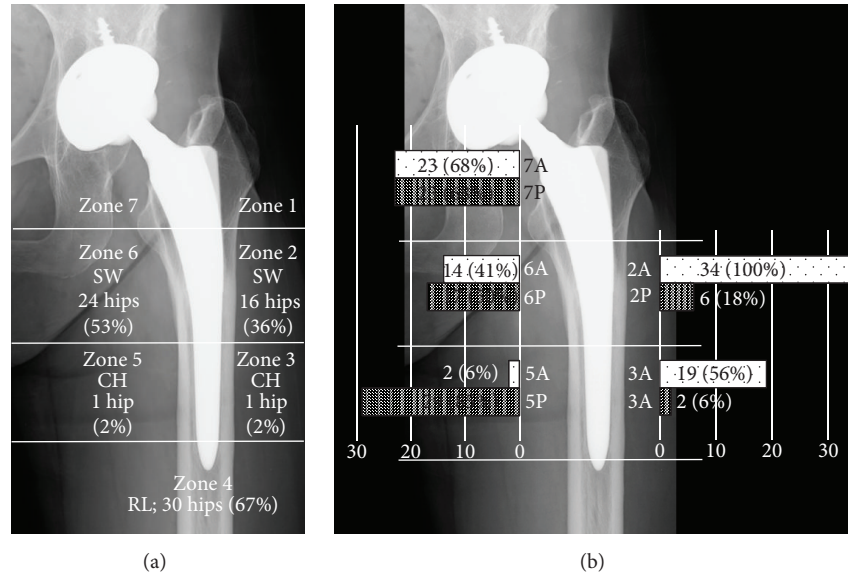 Zone 7 Zone 1
Zone 6 Zone 2
SW SW
24 hips 16 hips
(53%) (36%)
Zone 5 Zone 3
CH CH
1 hip 1 hip
(2%) (2%)
Zone 4
RL; 30 hips (67%)
(a)
23 (68%) 7A
7P
14 (41%) 6A 2A 34 (100%)
6P 2P 6 (18%)
2 (6%) 5A 3A 19 (56%)
5P 3A 2 (6%)
30 20 10 0 0 10 20 30
(b)